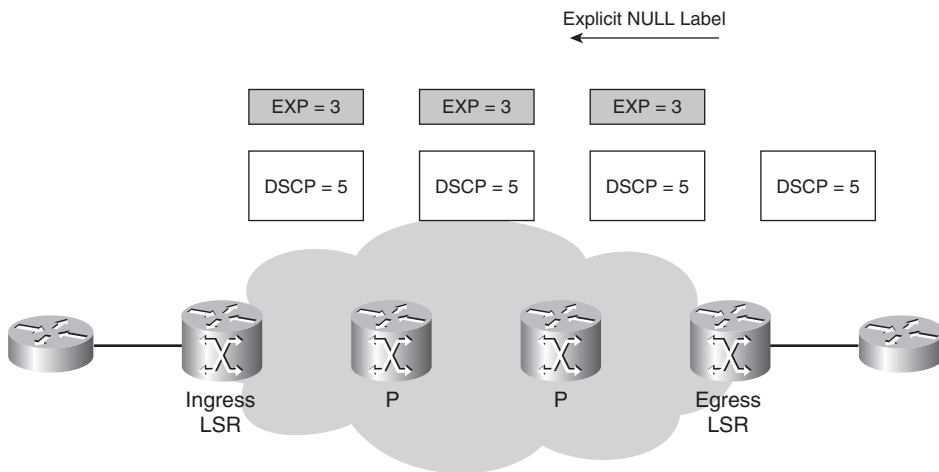 Explicit NULL Label
EXP = 3
EXP = 3
EXP = 3
DSCP = 5
DSCP = 5
DSCP = 5
DSCP = 5
Ingress
LSR
P
P
Egress
LSR